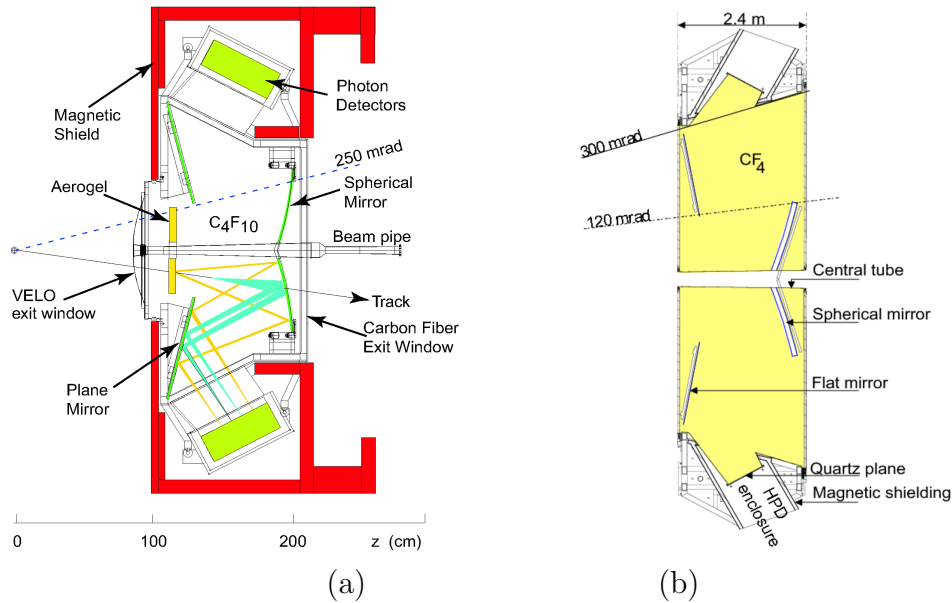 Magnetic
Shield
Photon
Detectors
250 mrad
Aerogel
Spherical
Mirror
C4F10
Beam pipe
VELO
exit window
Track
Carbon Fiber
Exit Window
Plane
Mirror
0
100
200
z (cm)
(a)
2.4 m
300 mrad
CF4
120 mrad
Central tube
Spherical mirror
Flat mirror
Quartz plane
Magnetic shielding
HPD
enclosure
(b)